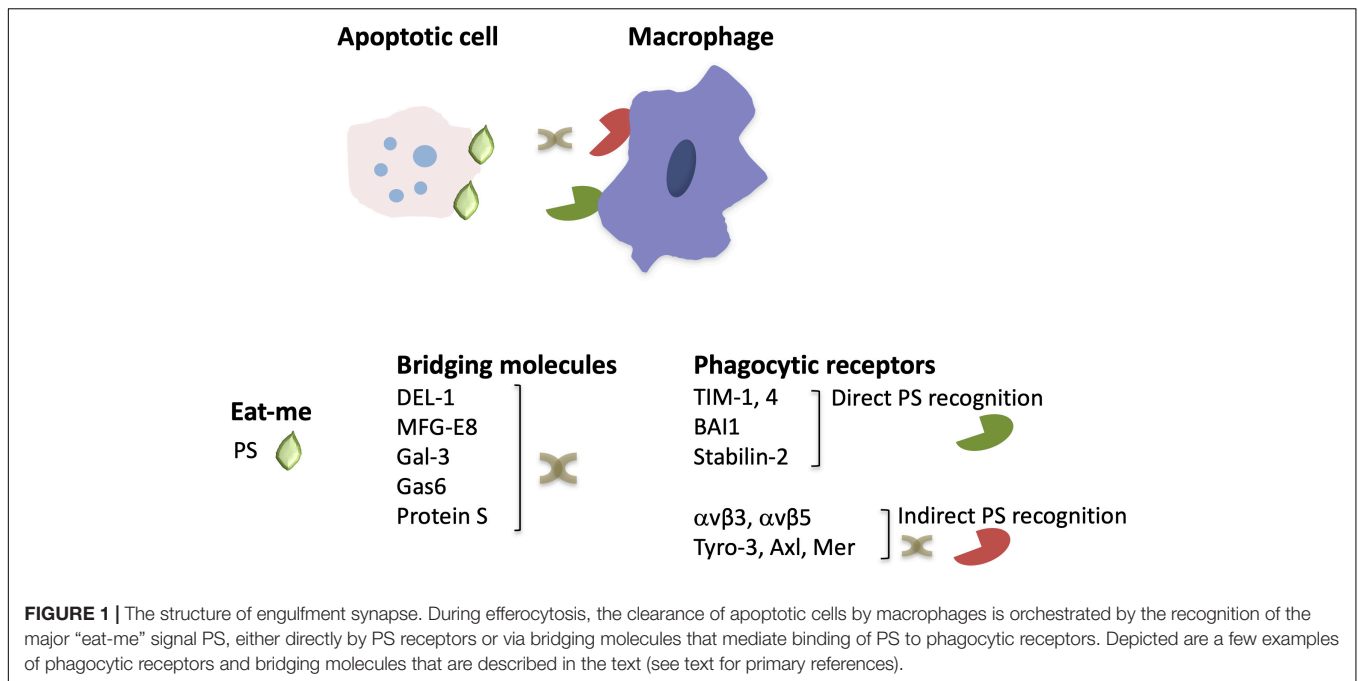 Apoptotic cell
Macrophage
Eat-me
PS
Bridging molecules
DEL-1
MFG-E8
Gal-3
Gas6
Protein S
Phagocytic receptors
TIM-1, 4
BAI1
Stabilin-2
Direct PS recognition
αvβ3, αvβ5
Tyro-3, Axl, Mer
Indirect PS recognition
FIGURE 1 | The structure of engulfment synapse. During efferocytosis, the clearance of apoptotic cells by macrophages is orchestrated by the recognition of the
major “eat-me” signal PS, either directly by PS receptors or via bridging molecules that mediate binding of PS to phagocytic receptors. Depicted are a few examples
of phagocytic receptors and bridging molecules that are described in the text (see text for primary references).